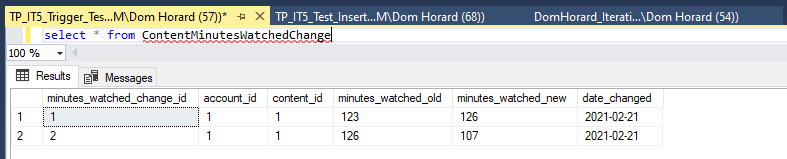 TP_IT5_Trigger_Tes...M\Dom Horard (57))* TP_IT5_Test_Insert...M\Dom Horard (68)) DomHorard_Iterati...\Dom Horard (54))
select * from ContentMinutesWatchedChange
100 %
Results Messages
minutes_watched_change_id account_id content_id minutes_watched_old minutes_watched_new date_changed
1 1 1 1 123 126 2021-02-21
2 2 1 1 126 107 2021-02-21